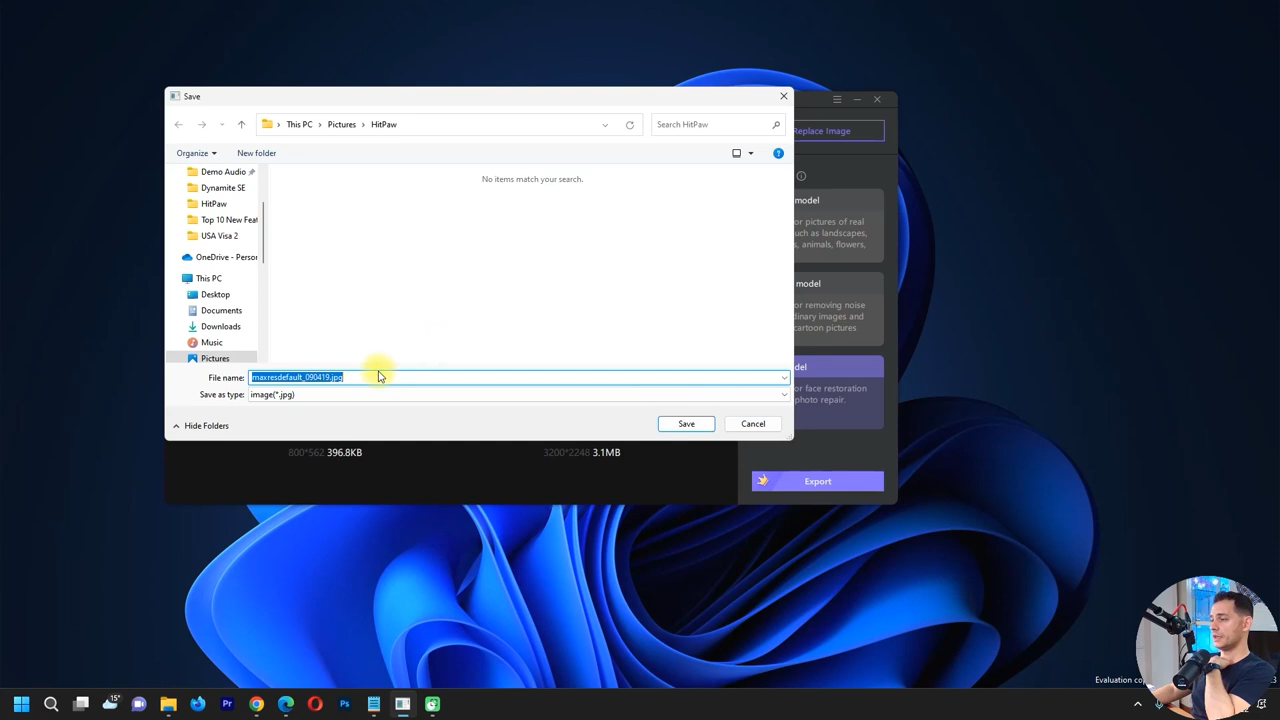 Save
This PC > Pictures > HitPaw
Search HitPaw
Replace Image
Organize
New folder
Demo Audio
Dynamite SE
HitPaw
Top 10 New Feat
USA Visa 2
OneDrive - Person
This PC
Desktop
Documents
Downloads
Music
Pictures
No items match your search.
model
or pictures of real
such as landscapes,
s, animals, flowers,
model
or removing noise
dinary images and
cartoon pictures
del
or face restoration
photo repair.
File name: maxresdefault_090419.jpg
Save as type: image(*.jpg)
Hide Folders
Save
Cancel
800*562 396.8KB
3200*2248 3.1MB
Export
Evaluation co
15°
Pr
Ps